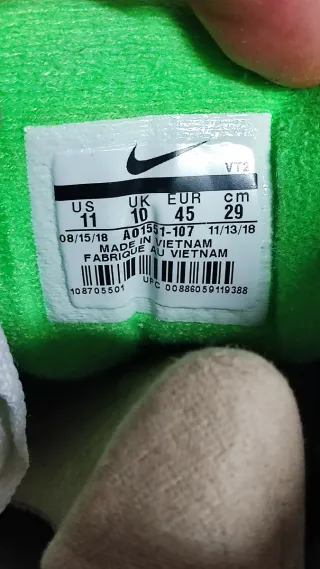 VT2
US UK EUR cm
11 10 45 29
08/15/18 AO1551-107 11/13/18
MADE IN VIETNAM
FABRIQUE AU VIETNAM
108705501 UPC 00886059119388